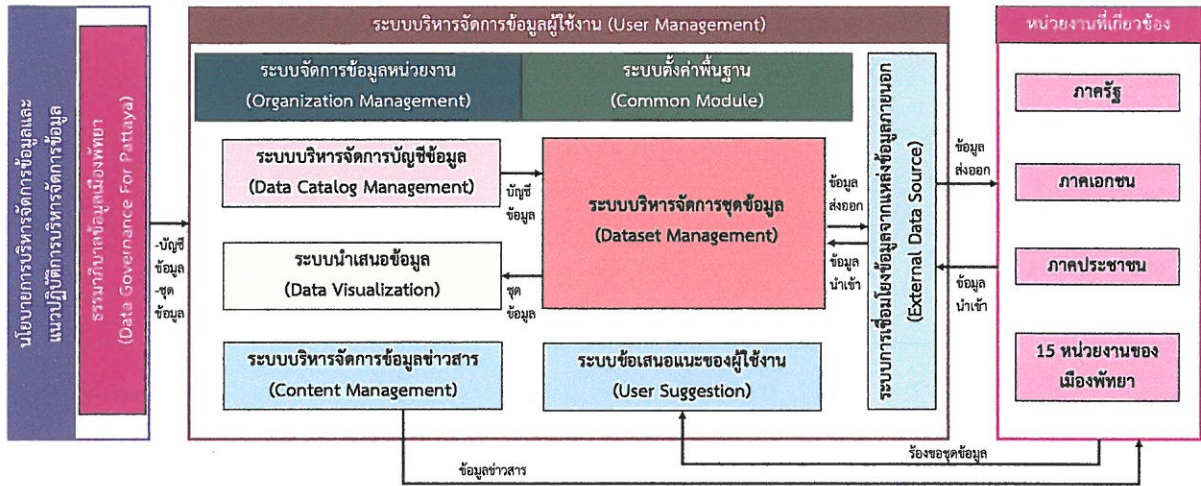 นโยบายการบริหารจัดการข้อมูลและ
แนวปฏิบัติการบริหารจัดการข้อมูล
ธรรมาภิบาลข้อมูลเมืองพัทยา
(Data Governance For Pattaya)
-บัญชี
ข้อมูล
-ชุด
ข้อมูล
ระบบบริหารจัดการข้อมูลผู้ใช้งาน (User Management)
ระบบจัดการข้อมูลหน่วยงาน
(Organization Management)
ระบบตั้งค่าพื้นฐาน
(Common Module)
ระบบบริหารจัดการบัญชีข้อมูล
(Data Catalog Management)
บัญชี
ข้อมูล
ระบบบริหารจัดการชุดข้อมูล
(Dataset Management)
ระบบนำเสนอข้อมูล
(Data Visualization)
ชุด
ข้อมูล
ข้อมูล
ส่งออก
ข้อมูล
นำเข้า
ระบบบริหารจัดการข้อมูลข่าวสาร
(Content Management)
ระบบข้อเสนอแนะของผู้ใช้งาน
(User Suggestion)
ระบบการเชื่อมโยงข้อมูลจากแหล่งข้อมูลภายนอก
(External Data Source)
ข้อมูล
ส่งออก
ข้อมูล
นำเข้า
หน่วยงานที่เกี่ยวข้อง
ภาครัฐ
ภาคเอกชน
ภาคประชาชน
15 หน่วยงานของ
เมืองพัทยา
ร้องขอชุดข้อมูล
ข้อมูลข่าวสาร